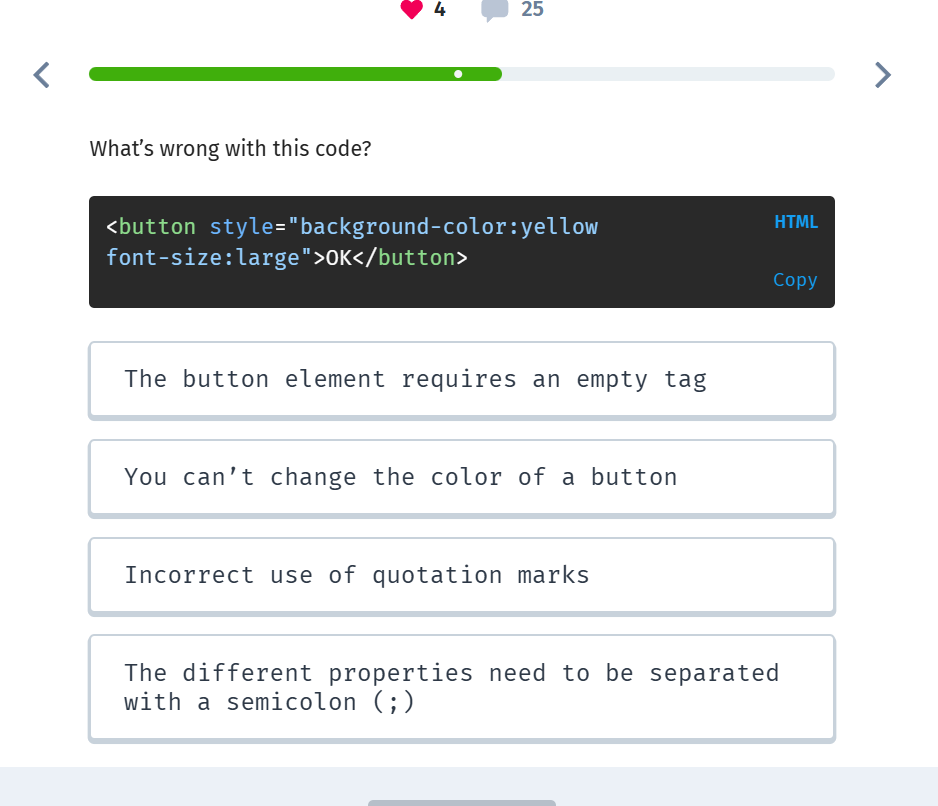 4 25
What’s wrong with this code?
<button style="background-color:yellow
HTML
font-size:large">OK</button>
Copy
The button element requires an empty tag
You can’t change the color of a button
Incorrect use of quotation marks
The different properties need to be separated
with a semicolon (;)